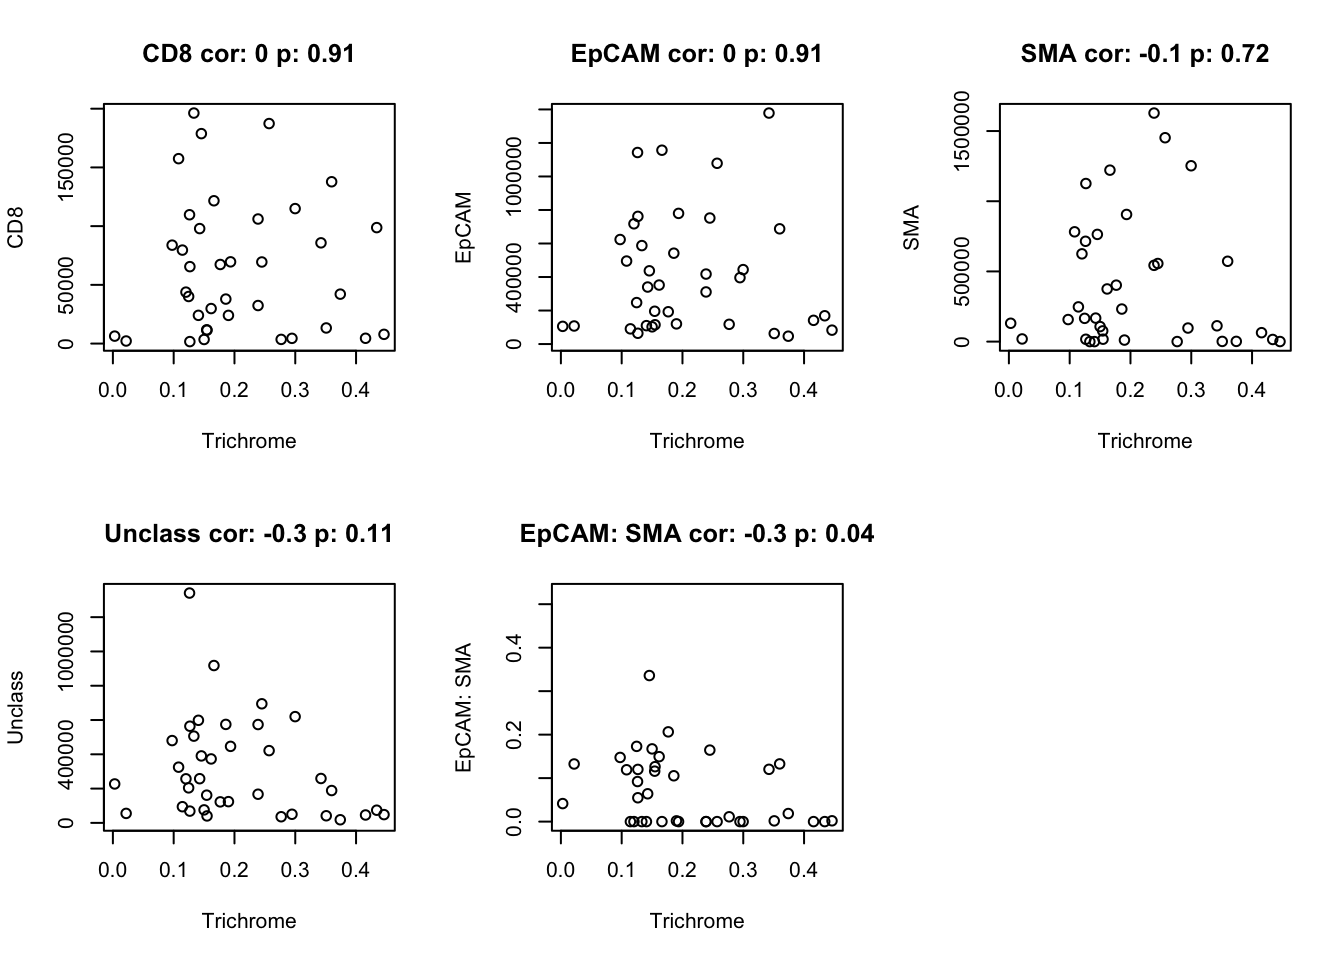 CD8 cor: 0 p: 0.91
CD8
0 50000 150000
0.0 0.1 0.2 0.3 0.4
Trichrome
EpCAM cor: 0 p: 0.91
EpCAM
0 400000 1000000
0.0 0.1 0.2 0.3 0.4
Trichrome
SMA cor: -0.1 p: 0.72
SMA
0 500000 1500000
0.0 0.1 0.2 0.3 0.4
Trichrome
Unclass cor: -0.3 p: 0.11
Unclass
0 400000 1000000
0.0 0.1 0.2 0.3 0.4
Trichrome
EpCAM: SMA cor: -0.3 p: 0.04
EpCAM: SMA
0.0 0.2 0.4
0.0 0.1 0.2 0.3 0.4
Trichrome